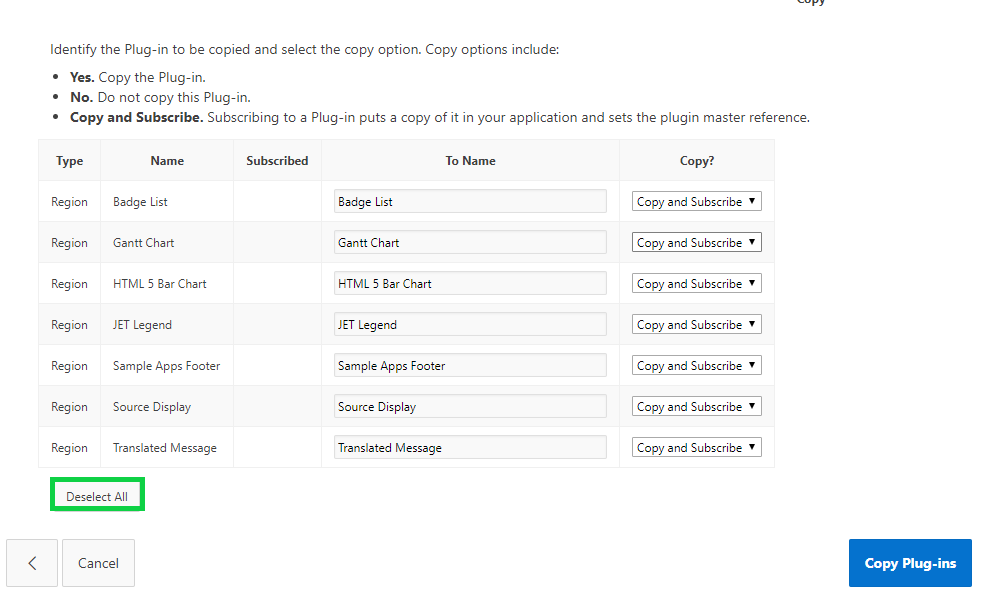 Copy
Identify the Plug-in to be copied and select the copy option. Copy options include:
• Yes. Copy the Plug-in.
• No. Do not copy this Plug-in.
• Copy and Subscribe. Subscribing to a Plug-in puts a copy of it in your application and sets the plugin master reference.
Type Name Subscribed To Name Copy?
Region Badge List Badge List Copy and Subscribe
Region Gantt Chart Gantt Chart Copy and Subscribe
Region HTML 5 Bar Chart HTML 5 Bar Chart Copy and Subscribe
Region JET Legend JET Legend Copy and Subscribe
Region Sample Apps Footer Sample Apps Footer Copy and Subscribe
Region Source Display Source Display Copy and Subscribe
Region Translated Message Translated Message Copy and Subscribe
Deselect All
Cancel Copy Plug-ins